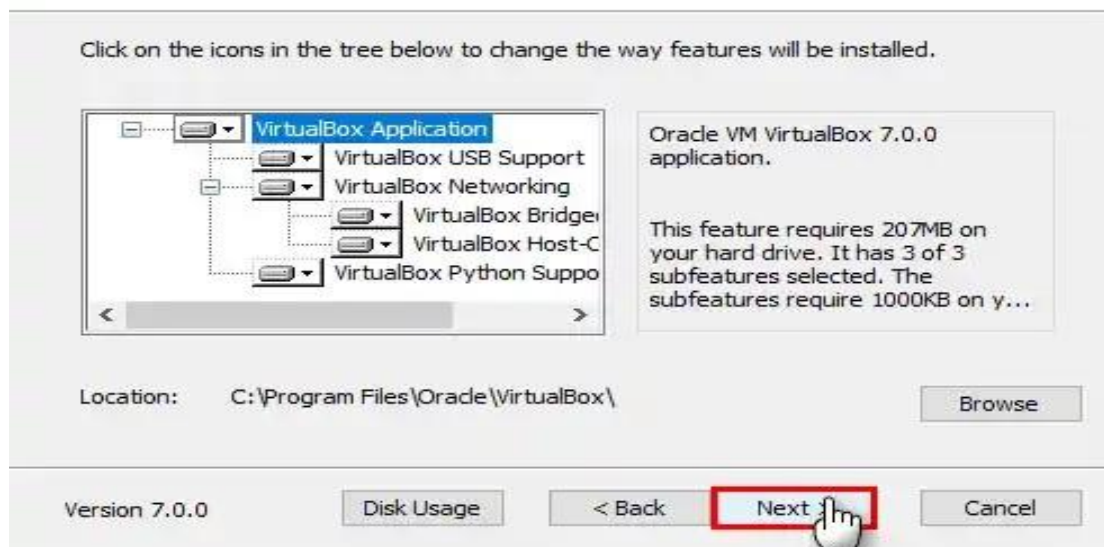 Click on the icons in the tree below to change the way features will be installed.
VirtualBox Application
VirtualBox USB Support
VirtualBox Networking
VirtualBox Bridge
VirtualBox Host-C
VirtualBox Python Suppo
Oracle VM VirtualBox 7.0.0
application.
This feature requires 207MB on
your hard drive. It has 3 of 3
subfeatures selected. The
subfeatures require 1000KB on y...
Location: C:\Program Files\Oracle\VirtualBox\
Browse
Version 7.0.0
Disk Usage
< Back
Next >
Cancel